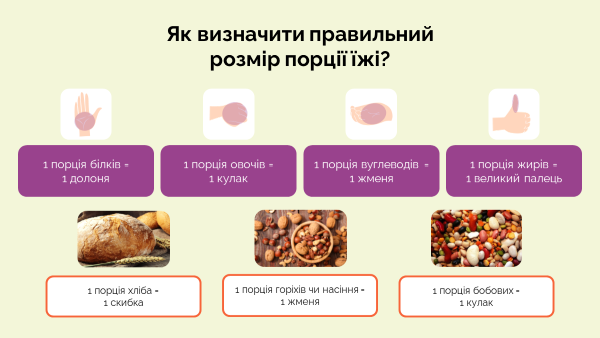 Як визначити правильний
розмір порції їжі?
1 порція білків =
1 долоня
1 порція овочів =
1 кулак
1 порція вуглеводів =
1 жменя
1 порція жирів =
1 великий палець
1 порція хліба =
1 скибка
1 порція горіхів чи насіння =
1 жменя
1 порція бобових =
1 кулак